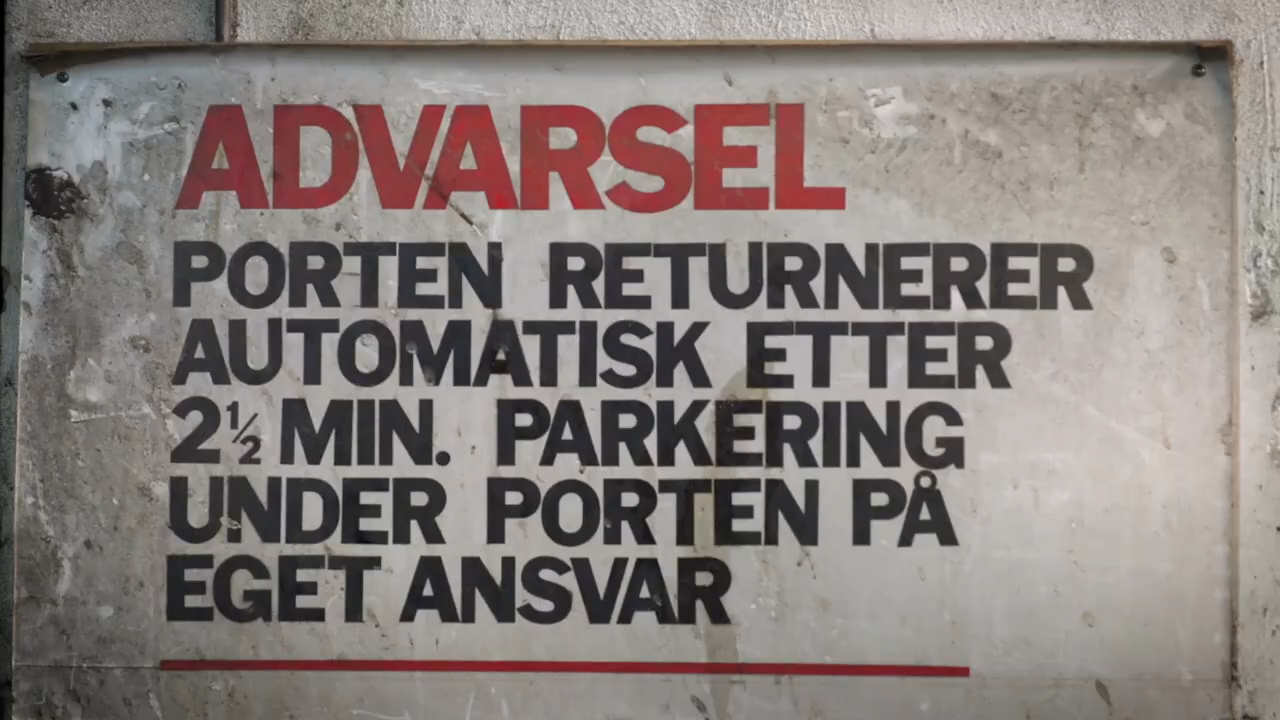 ADVARSEL
PORTEN RETURNERER
AUTOMATISK ETTER
2½ MIN. PARKERING
UNDER PORTEN PÅ
EGET ANSVAR